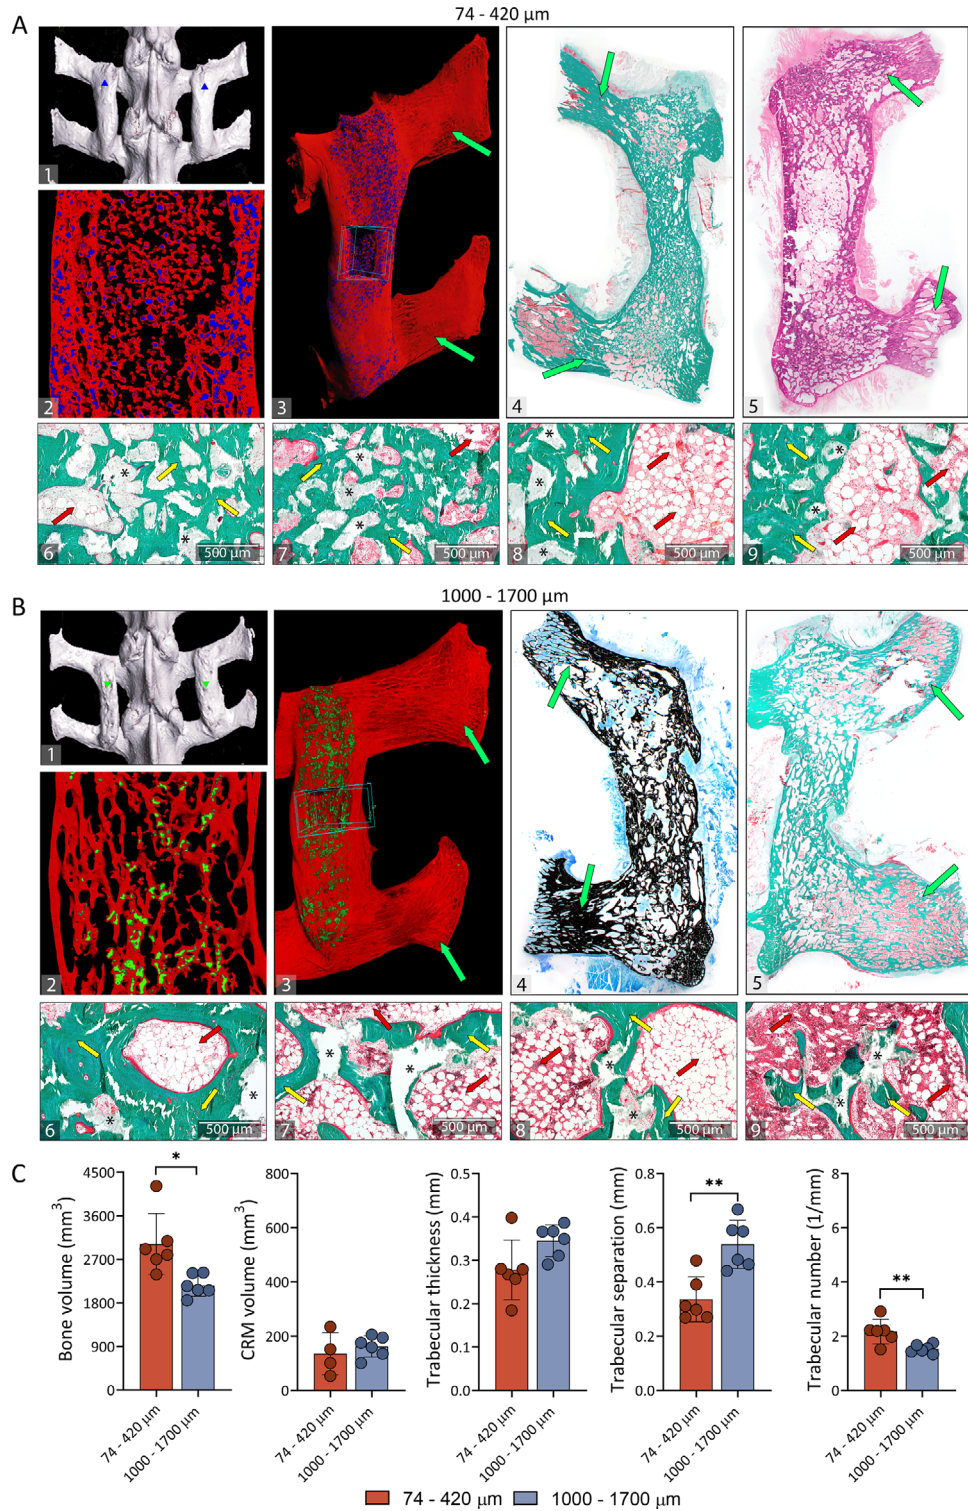 A
74 - 420 µm
1
2
3
4
5
* * *
6
500 µm
* * *
7
500 µm
* * *
8
500 µm
* *
9
500 µm
B
1000 - 1700 µm
1
2
3
4
5
* *
6
500 µm
* *
7
500 µm
* *
8
500 µm
* *
9
500 µm
C
Bone volume (mm³)
4500
3600
2700
1800
900
0
*
74 - 420 µm
1000 - 1700 µm
CRM volume (mm³)
800
600
400
200
0
74 - 420 µm
1000 - 1700 µm
Trabecular thickness (mm)
0.5
0.4
0.3
0.2
0.1
0.0
74 - 420 µm
1000 - 1700 µm
Trabecular separation (mm)
0.8
0.6
0.4
0.2
0.0
**
74 - 420 µm
1000 - 1700 µm
Trabecular number (1/mm)
8
6
4
2
0
**
74 - 420 µm
1000 - 1700 µm
74 - 420 µm
1000 - 1700 µm